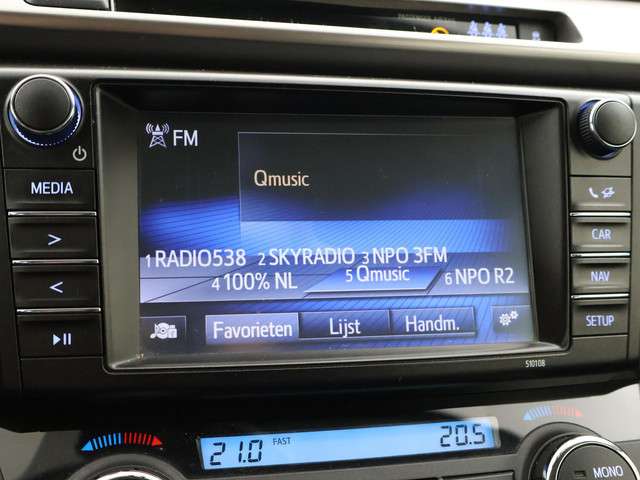 FM
MEDIA
Qmusic
CAR
1 RADIO538 2 SKYRADIO 3 NPO 3FM
4 100% NL 5 Qmusic 6 NPO R2
NAV
Favorieten Lijst Handm.
SETUP
510108
21.0 FAST 20.5
MONO